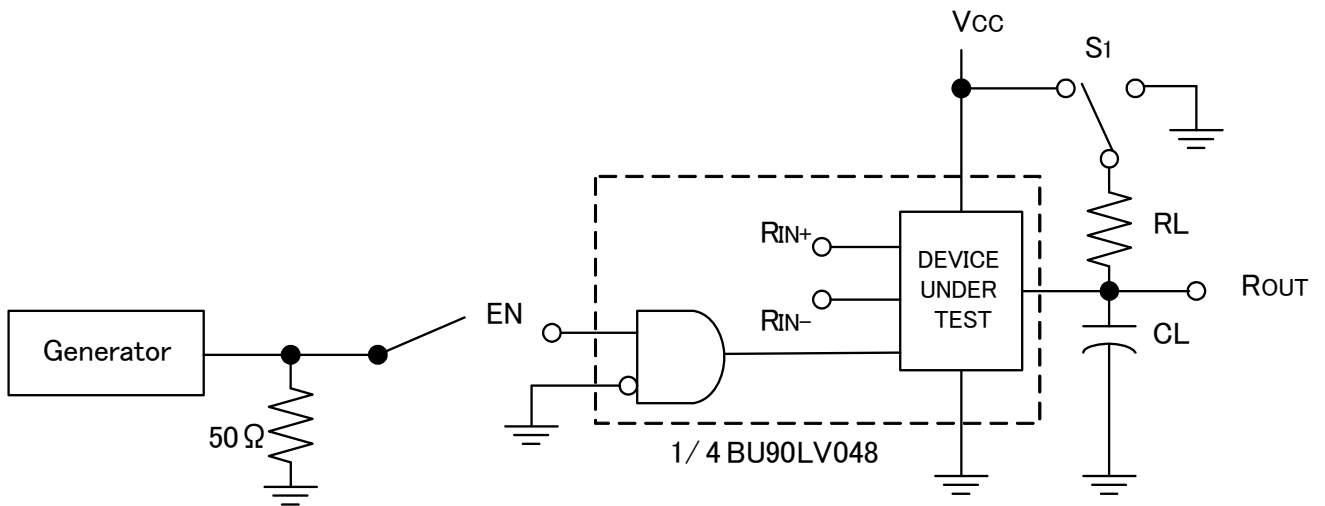 VCC
S1
RIN+
RIN−
DEVICE
UNDER
TEST
RL
ROUT
CL
EN
Generator
50Ω
1/4 BU90LV048